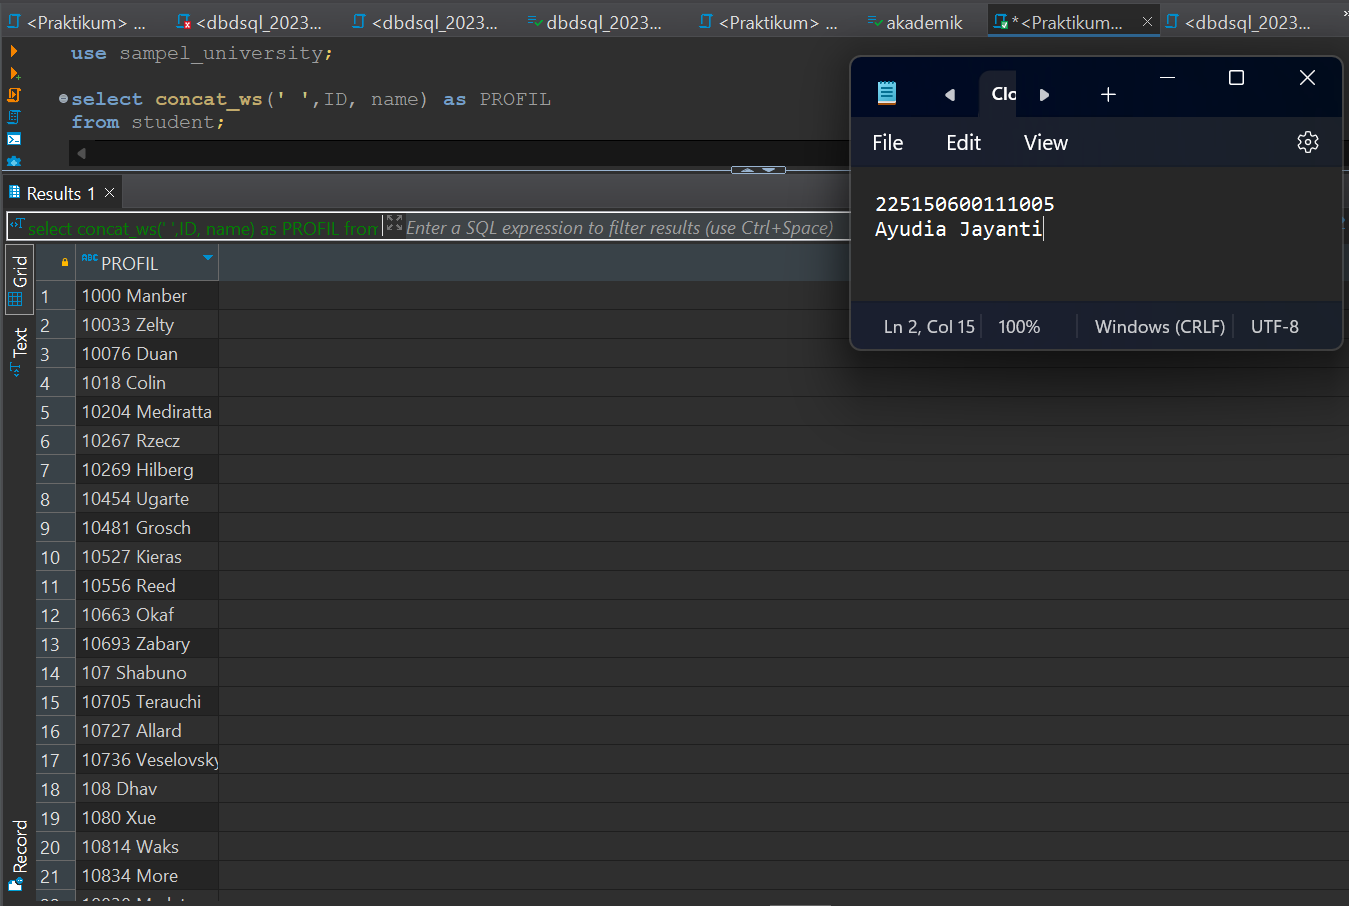 <Praktikum> ... <dbdsql_2023... <dbdsql_2023... dbdsql_2023... <Praktikum> ... akademik *<Praktikum... <dbdsql_2023...
use sampel_university;
select concat_ws(' ',ID, name) as PROFIL
from student;
Clo
File Edit View
225150600111005
Ayudia Jayanti
Ln 2, Col 15 100% Windows (CRLF) UTF-8
Results 1
select concat_ws(' ',ID, name) as PROFIL from Enter a SQL expression to filter results (use Ctrl+Space)
Grid
Text
Record
ABC PROFIL
1 1000 Manber
2 10033 Zelty
3 10076 Duan
4 1018 Colin
5 10204 Mediratta
6 10267 Rzecz
7 10269 Hilberg
8 10454 Ugarte
9 10481 Grosch
10 10527 Kieras
11 10556 Reed
12 10663 Okaf
13 10693 Zabary
14 107 Shabuno
15 10705 Terauchi
16 10727 Allard
17 10736 Veselovsky
18 108 Dhav
19 1080 Xue
20 10814 Waks
21 10834 More